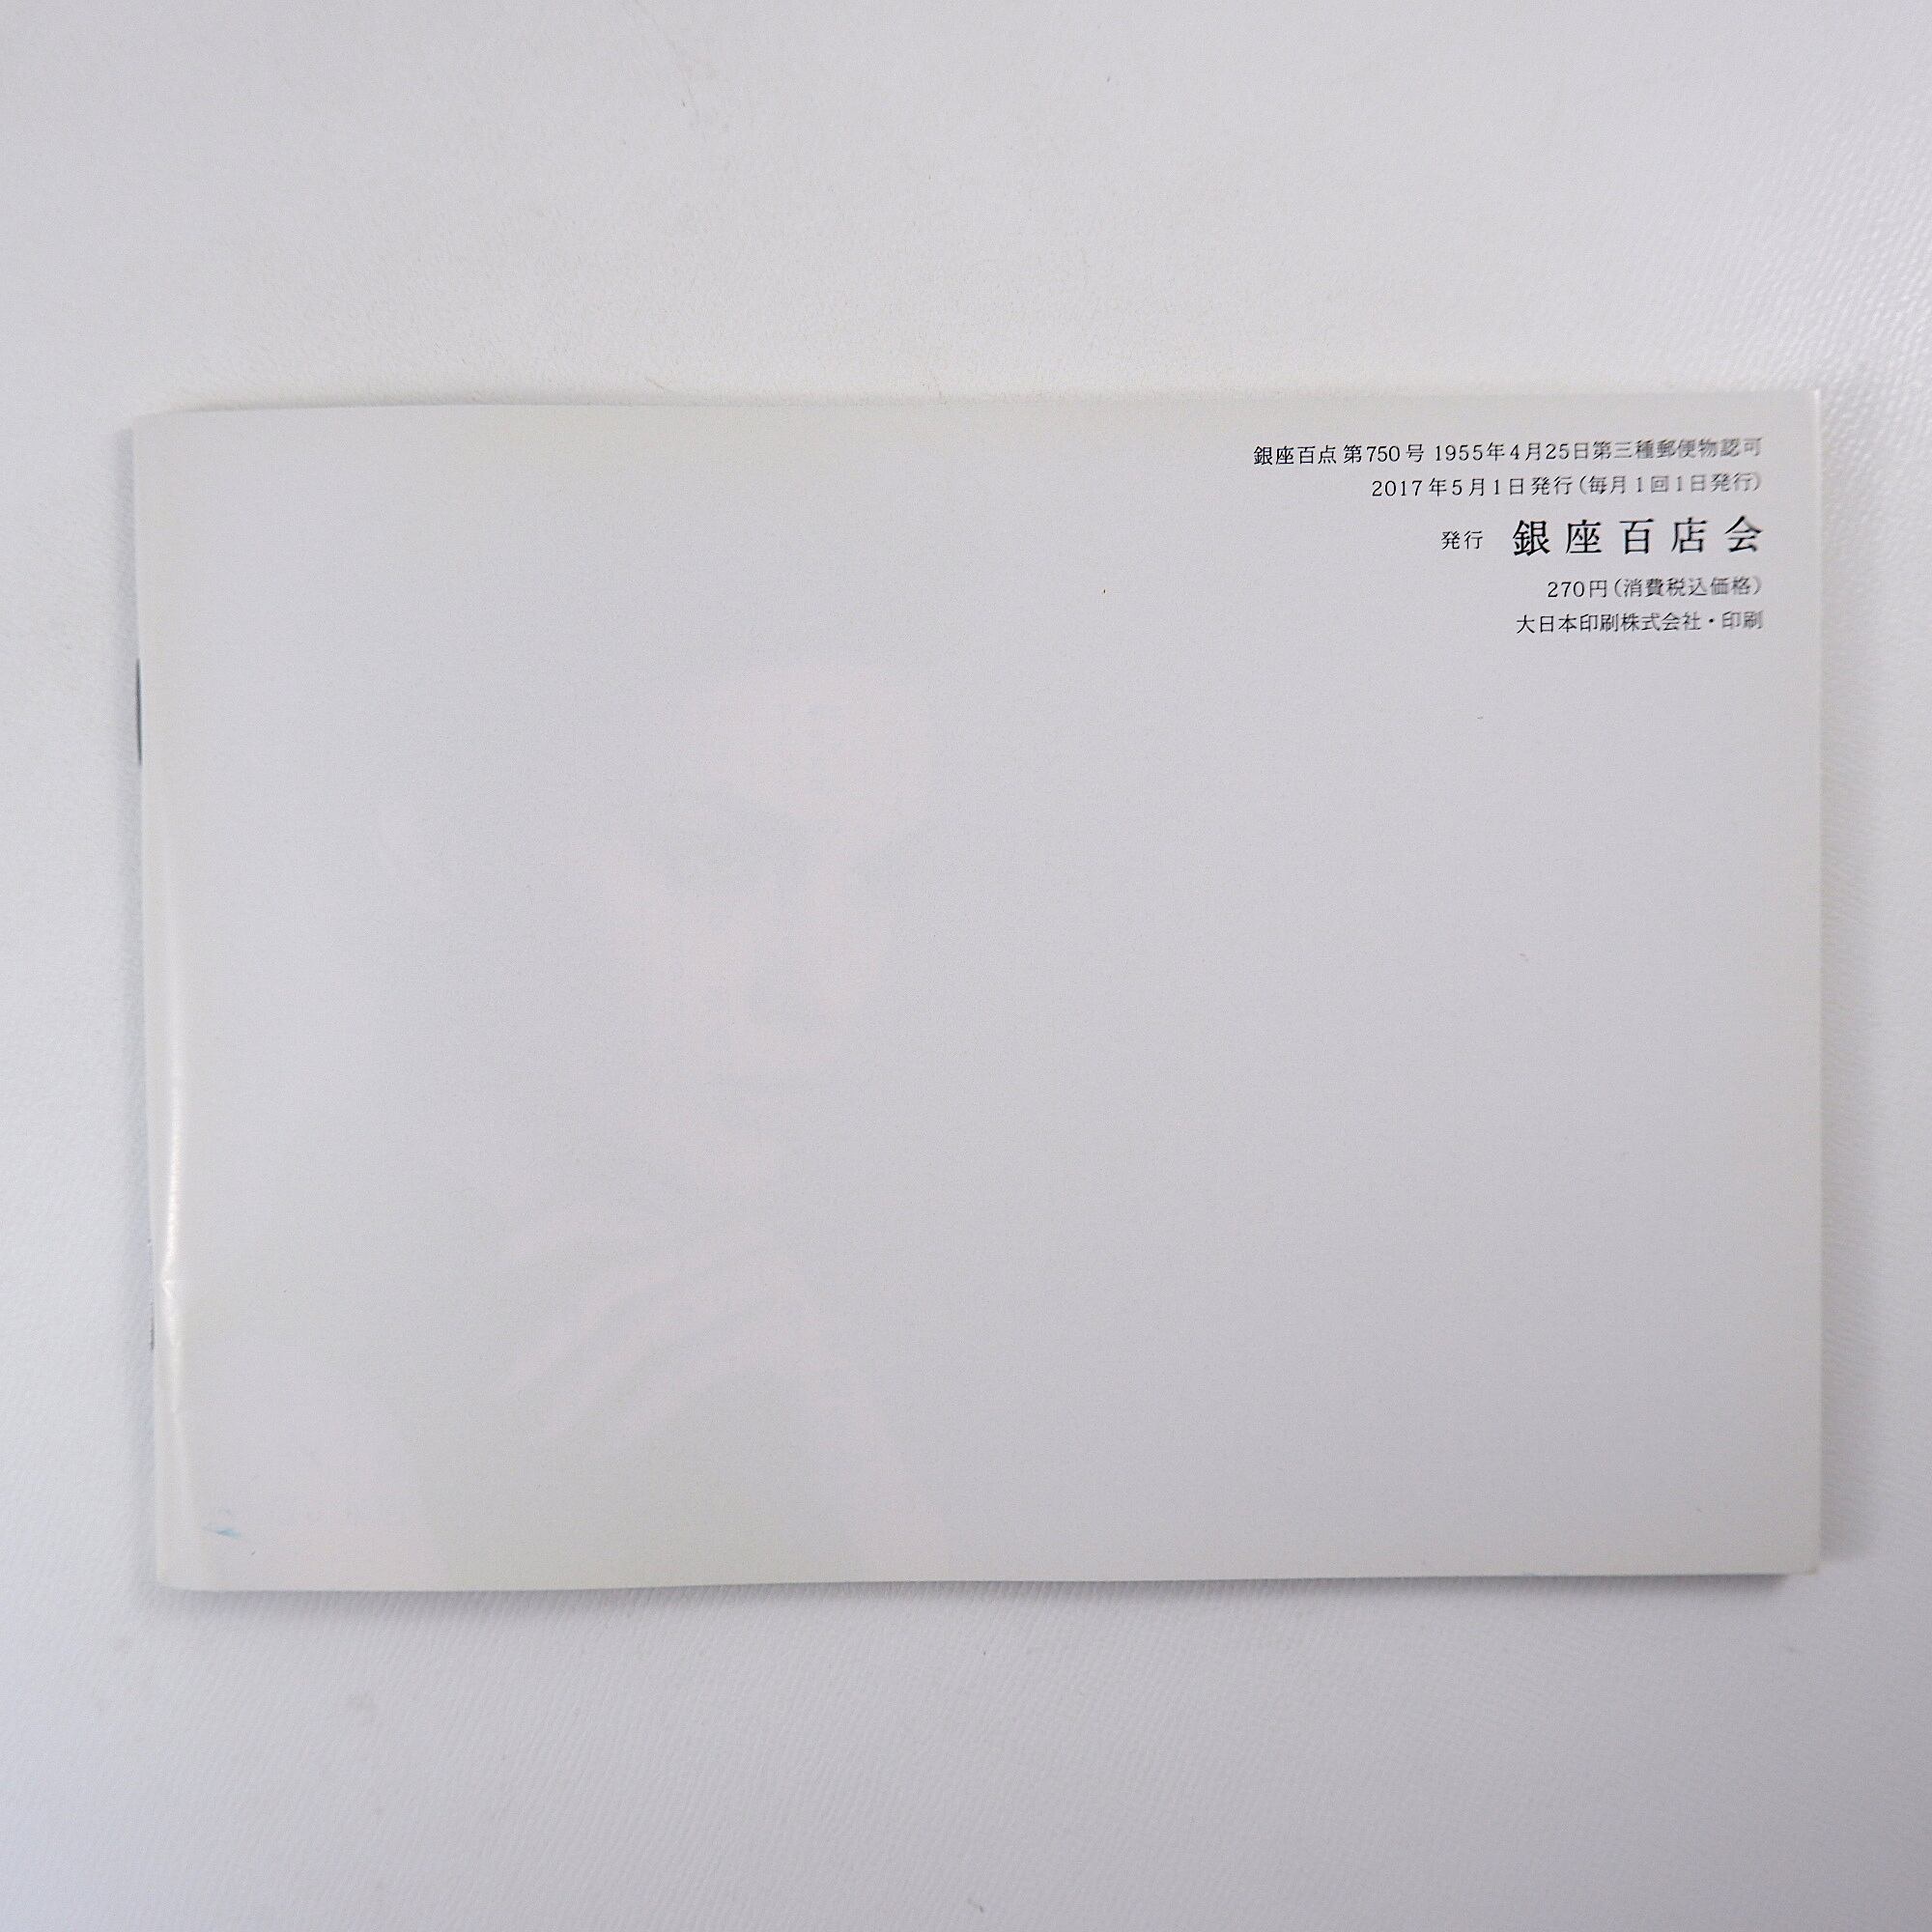 銀座百点 第750号 1955年4月25日第三種郵便物認可
2017年5月1日発行(毎月1回1日発行)
発行 銀座百店会
270円(消費税込価格)
大日本印刷株式会社・印刷